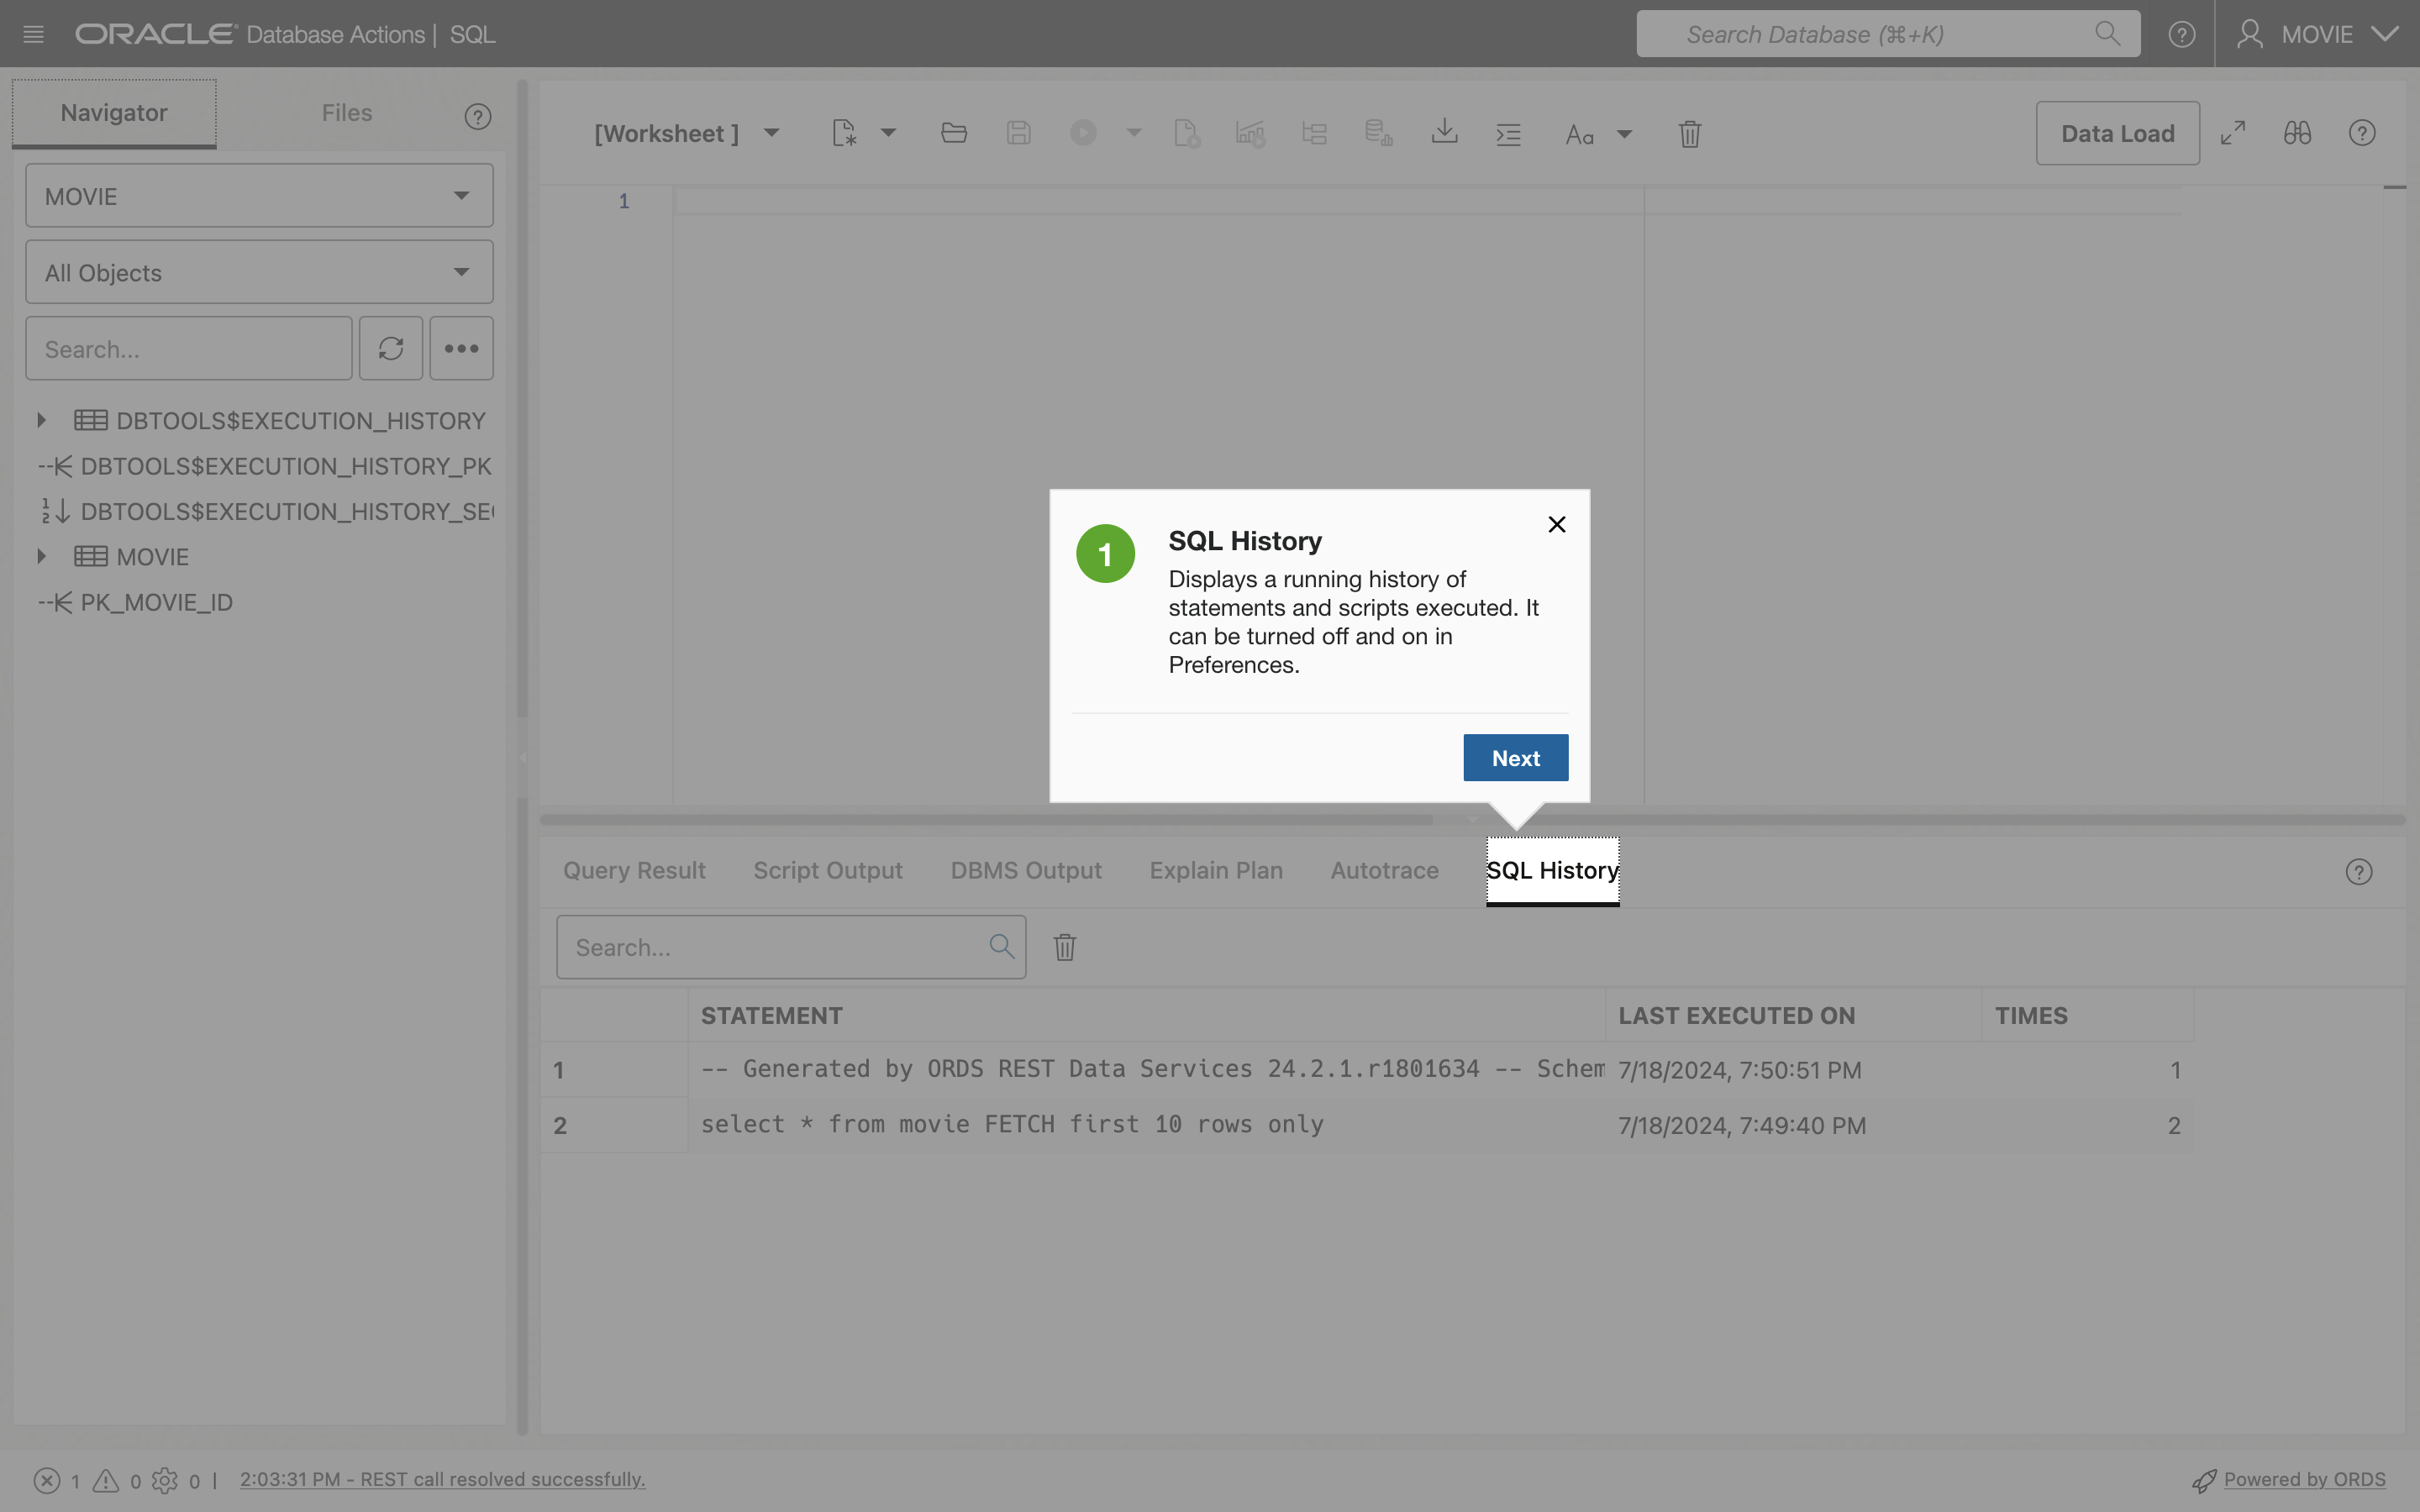 ORACLE Database Actions | SQL
Search Database (⌘+K)
MOVIE
Navigator
Files
MOVIE
All Objects
Search...
DBTOOLS$EXECUTION_HISTORY
DBTOOLS$EXECUTION_HISTORY_PK
DBTOOLS$EXECUTION_HISTORY_SE
MOVIE
PK_MOVIE_ID
[Worksheet ]
Aa
Data Load
1
1
SQL History
Displays a running history of
statements and scripts executed. It
can be turned off and on in
Preferences.
Next
Query Result
Script Output
DBMS Output
Explain Plan
Autotrace
SQL History
Search...
STATEMENT
LAST EXECUTED ON
TIMES
1
-- Generated by ORDS REST Data Services 24.2.1.r1801634 -- Schem
7/18/2024, 7:50:51 PM
1
2
select * from movie FETCH first 10 rows only
7/18/2024, 7:49:40 PM
2
1
0
0 |
2:03:31 PM - REST call resolved successfully.
Powered by ORDS